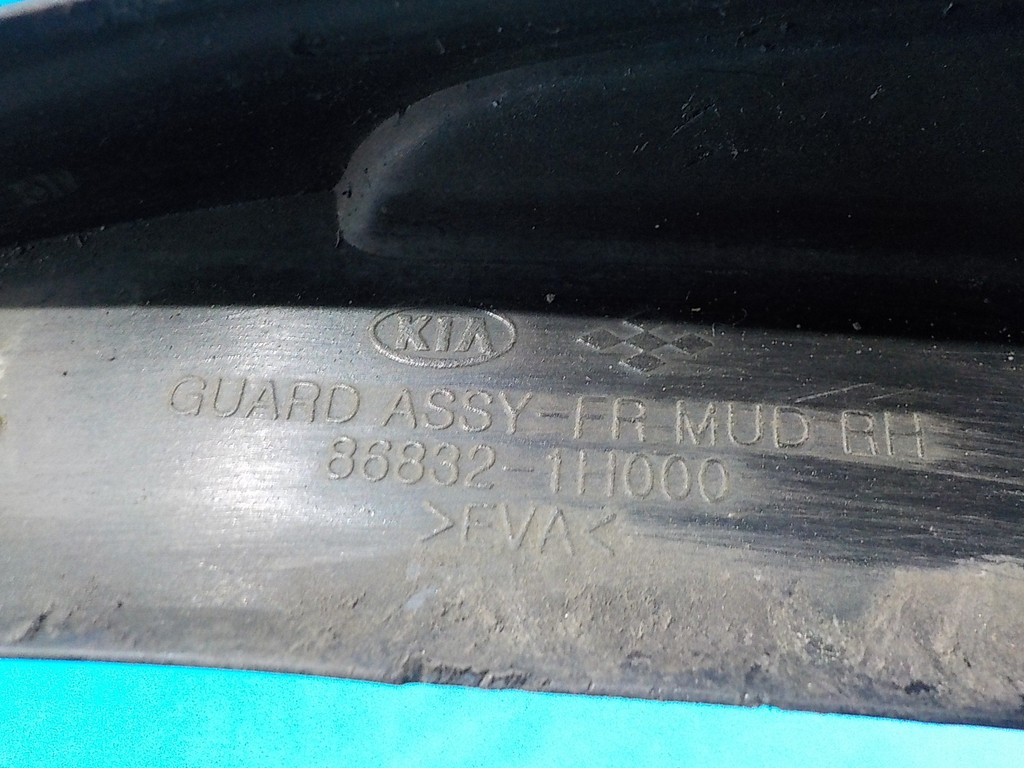 KIA
GUARD ASSY-FR MUD RH
86832-1H000
>EVA<